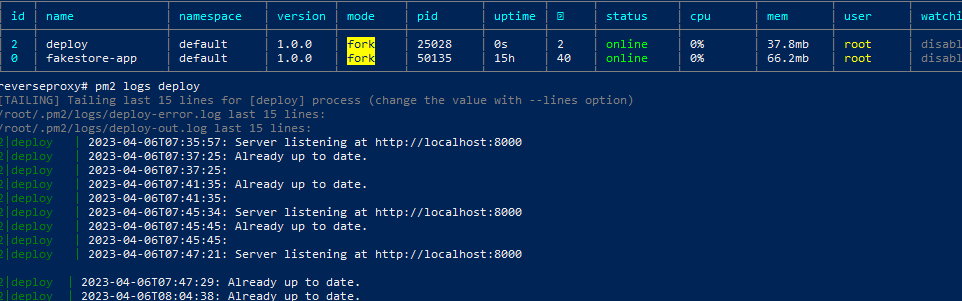 id name namespace version mode pid uptime status cpu mem user watchi
2 deploy default 1.0.0 fork 25028 0s 2 online 0% 37.8mb root disabl
0 fakestore-app default 1.0.0 fork 50135 15h 40 online 0% 66.2mb root disabl
reverseproxy# pm2 logs deploy
[TAILING] Tailing last 15 lines for [deploy] process (change the value with --lines option)
/root/.pm2/logs/deploy-error.log last 15 lines:
/root/.pm2/logs/deploy-out.log last 15 lines:
2|deploy | 2023-04-06T07:35:57: Server listening at http://localhost:8000
2|deploy | 2023-04-06T07:37:25: Already up to date.
2|deploy | 2023-04-06T07:37:25:
2|deploy | 2023-04-06T07:41:35: Already up to date.
2|deploy | 2023-04-06T07:41:35:
2|deploy | 2023-04-06T07:45:34: Server listening at http://localhost:8000
2|deploy | 2023-04-06T07:45:45: Already up to date.
2|deploy | 2023-04-06T07:45:45:
2|deploy | 2023-04-06T07:47:21: Server listening at http://localhost:8000
2|deploy | 2023-04-06T07:47:29: Already up to date.
2|deploy | 2023-04-06T08:04:38: Already up to date.